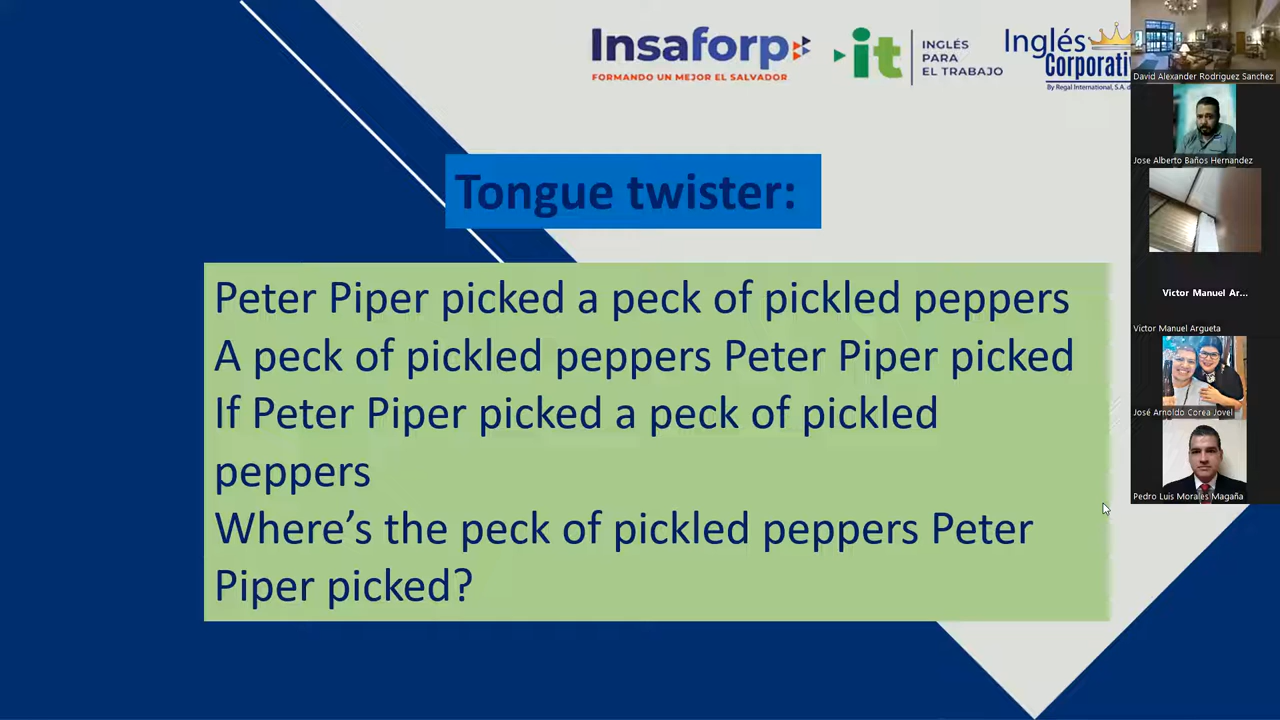 Insaforp
FORMANDO UN MEJOR EL SALVADOR
it
INGLÉS
PARA
EL TRABAJO
Inglés
Corporati
By Regal International, S.A. d
Tongue twister:
Peter Piper picked a peck of pickled peppers
A peck of pickled peppers Peter Piper picked
If Peter Piper picked a peck of pickled
peppers
Where’s the peck of pickled peppers Peter
Piper picked?
David Alexander Rodriguez Sanchez
Jose Alberto Baños Hernandez
Victor Manuel Ar...
Victor Manuel Argueta
José Arnoldo Corea Jovel
Pedro Luis Morales Magaña